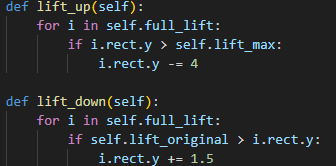 def lift_up(self):
    for i in self.full_lift:
        if i.rect.y > self.lift_max:
            i.rect.y -= 4

def lift_down(self):
    for i in self.full_lift:
        if self.lift_original > i.rect.y:
            i.rect.y += 1.5